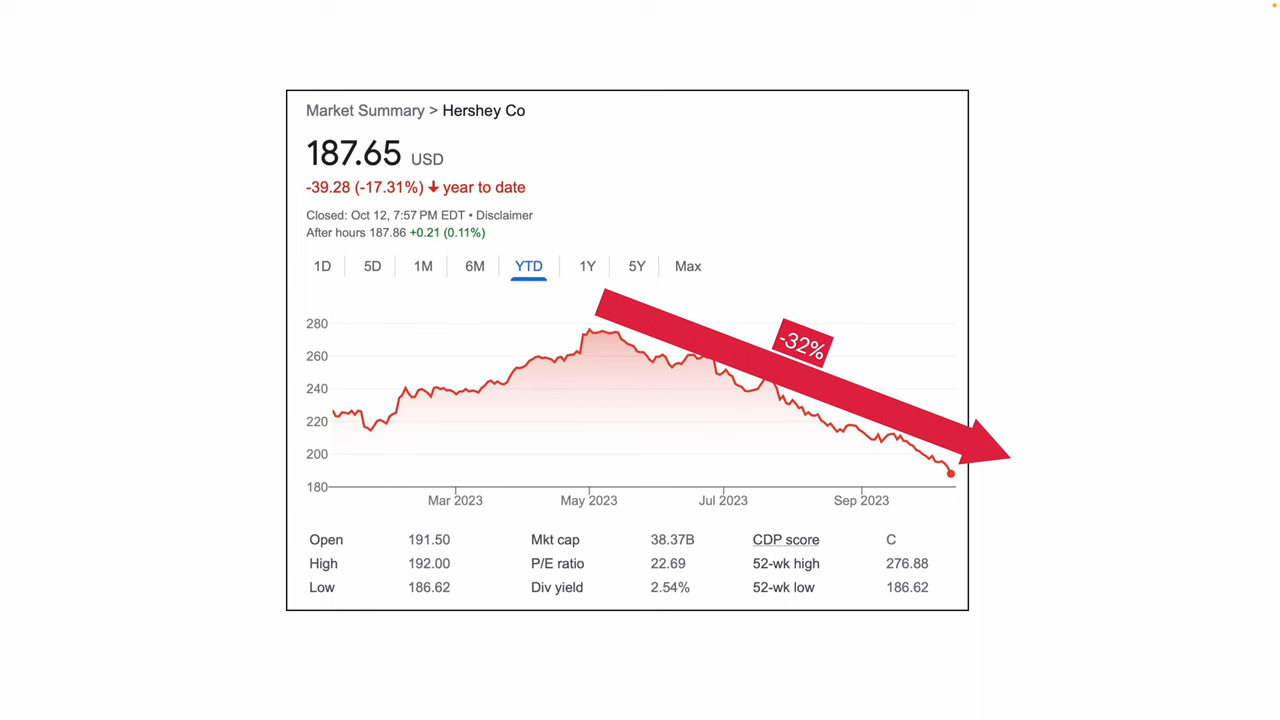 Market Summary > Hershey Co
187.65 USD
-39.28 (-17.31%) ↓ year to date
Closed: Oct 12, 7:57 PM EDT • Disclaimer
After hours 187.86 +0.21 (0.11%)
1D 5D 1M 6M YTD 1Y 5Y Max
-32%
280
260
240
220
200
180
Mar 2023 May 2023 Jul 2023 Sep 2023
Open 191.50 Mkt cap 38.37B CDP score C
High 192.00 P/E ratio 22.69 52-wk high 276.88
Low 186.62 Div yield 2.54% 52-wk low 186.62